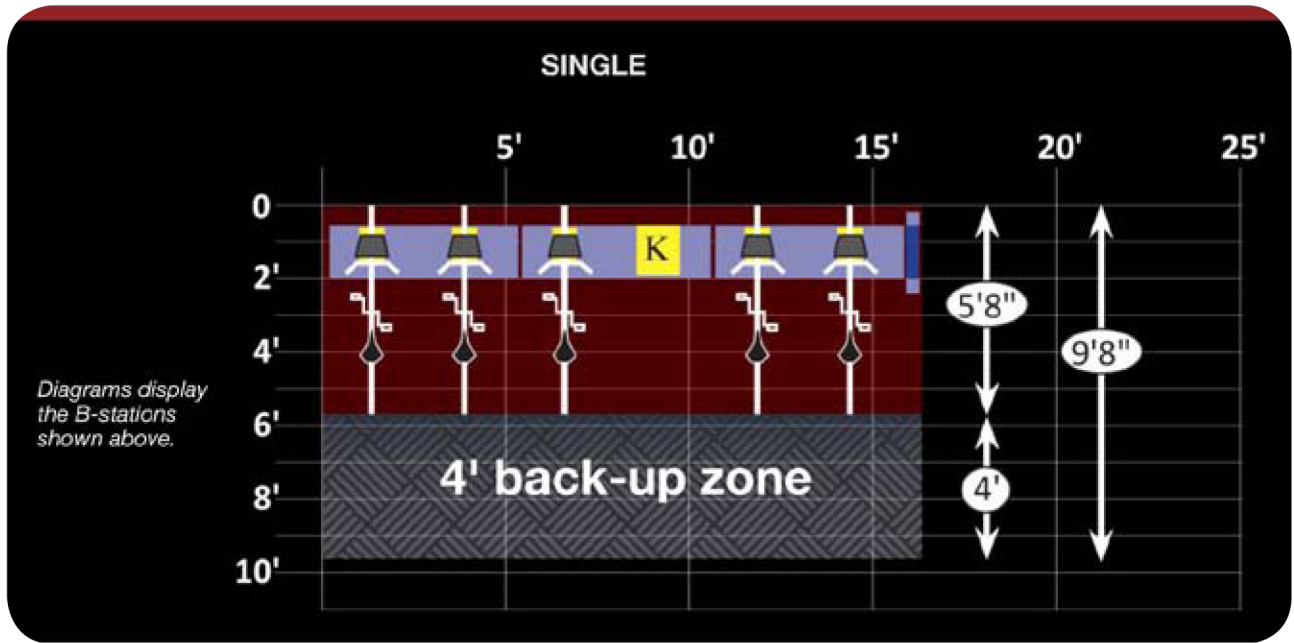 SINGLE
5' 10' 15' 20' 25'
0
2'
4'
6'
8'
10'
K
5'8"
9'8"
4'
Diagrams display
the B-stations
shown above.
4' back-up zone